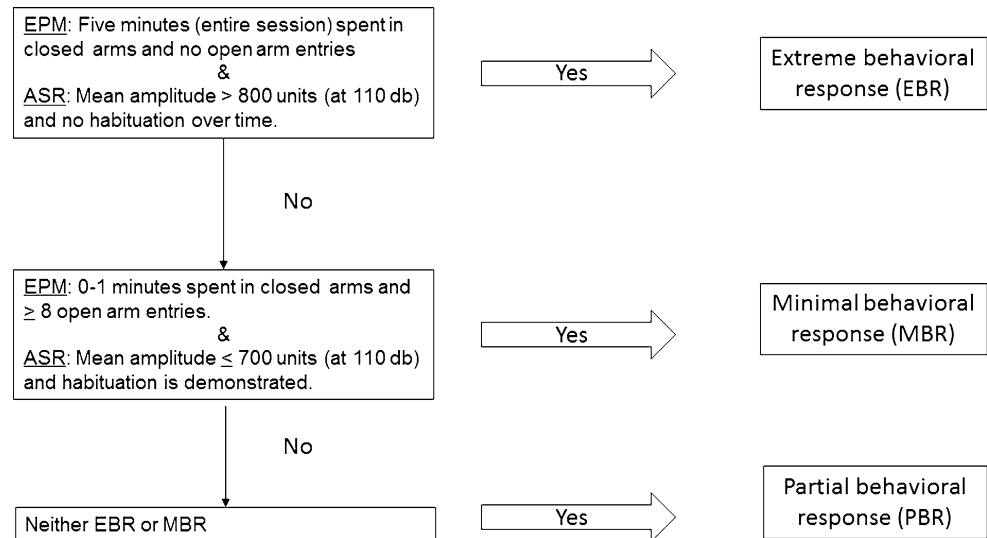 EPM: Five minutes (entire session) spent in
closed arms and no open arm entries
&
ASR: Mean amplitude > 800 units (at 110 db)
and no habituation over time.
Yes
Extreme behavioral
response (EBR)
No
EPM: 0-1 minutes spent in closed arms and
≥ 8 open arm entries.
&
ASR: Mean amplitude ≤ 700 units (at 110 db)
and habituation is demonstrated.
Yes
Minimal behavioral
response (MBR)
No
Neither EBR or MBR
Yes
Partial behavioral
response (PBR)